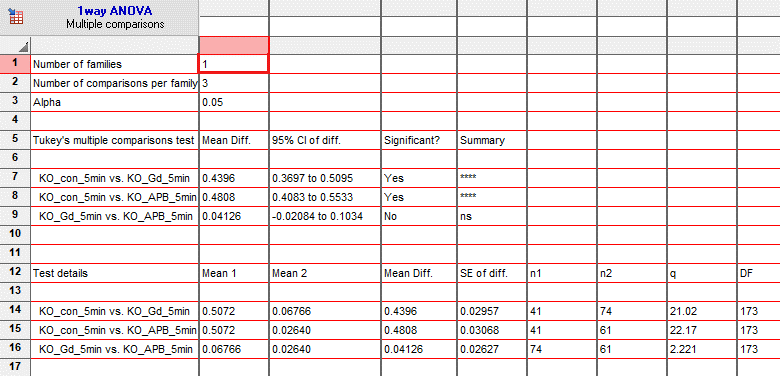 1way ANOVA
Multiple comparisons
1 Number of families 1
2 Number of comparisons per family 3
3 Alpha 0.05
4
5 Tukey's multiple comparisons test Mean Diff. 95% CI of diff. Significant? Summary
6
7 KO_con_5min vs. KO_Gd_5min 0.4396 0.3697 to 0.5095 Yes ****
8 KO_con_5min vs. KO_APB_5min 0.4808 0.4083 to 0.5533 Yes ****
9 KO_Gd_5min vs. KO_APB_5min 0.04126 -0.02084 to 0.1034 No ns
10
11
12 Test details Mean 1 Mean 2 Mean Diff. SE of diff. n1 n2 q DF
13
14 KO_con_5min vs. KO_Gd_5min 0.5072 0.06766 0.4396 0.02957 41 74 21.02 173
15 KO_con_5min vs. KO_APB_5min 0.5072 0.02640 0.4808 0.03068 41 61 22.17 173
16 KO_Gd_5min vs. KO_APB_5min 0.06766 0.02640 0.04126 0.02627 74 61 2.221 173
17